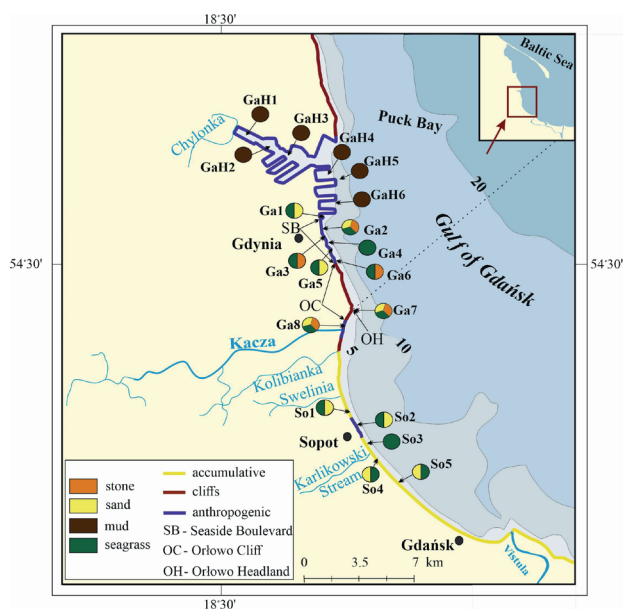 18°30'
Baltic Sea
GaH1
GaH3
Puck Bay
Chylonka
GaH4
GaH2
GaH5
20
GaH6
Ga1
SB
Ga2
Gulf of Gdańsk
Gdynia
Ga4
54°30'
54°30'
Ga3
Ga5
Ga6
OC
Ga7
Ga8
OH
Kacza
5
10
Kolibianka
Swelinia
So1
So2
Sopot
So3
Karlikowski
Stream
So4
So5
stone
sand
mud
seagrass
accumulative
cliffs
anthropogenic
SB - Seaside Boulevard
OC - Orłowo Cliff
OH - Orłowo Headland
Gdańsk
Vistula
0 3.5 7 km
18°30'